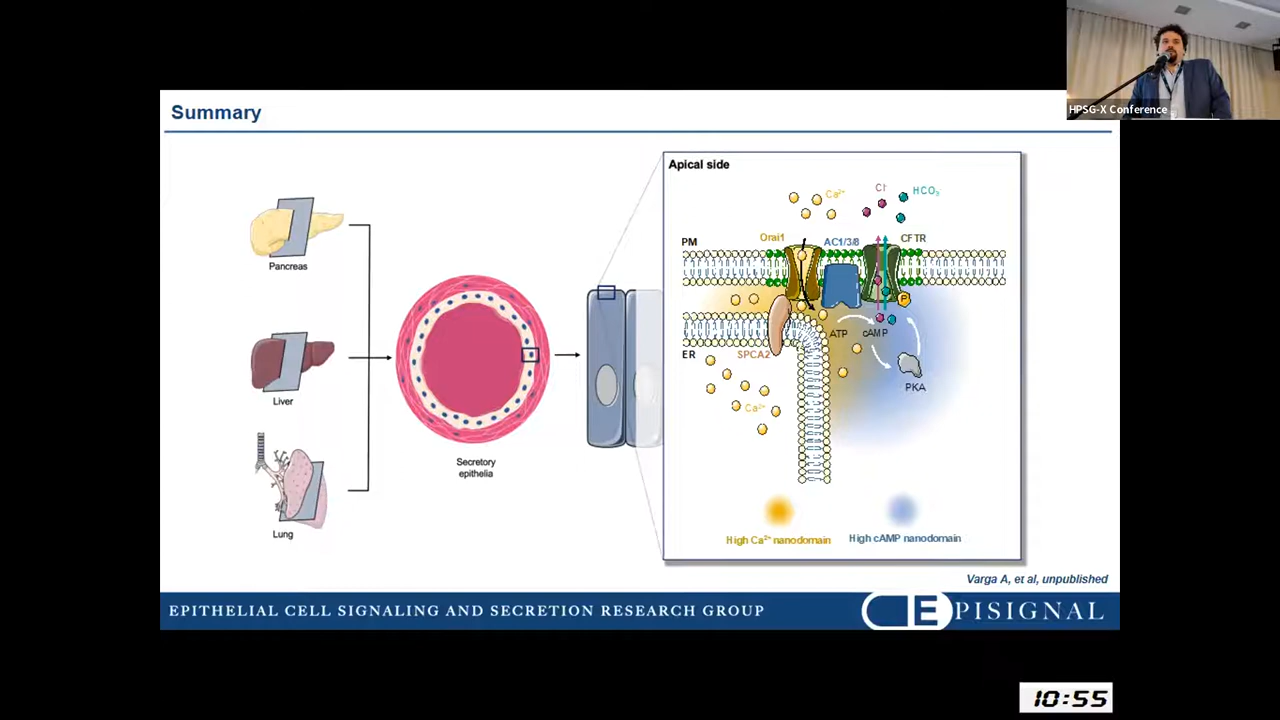 Summary
HPSG-X Conference
Apical side
Ca²⁺
Cl⁻
HCO₃⁻
PM
Orai1
AC1/3/8
CFTR
P
Pancreas
ATP
cAMP
ER
SPCA2
PKA
Liver
Ca²⁺
Secretory
epithelia
Lung
High Ca²⁺ nanodomain
High cAMP nanodomain
Varga A, et al, unpublished
EPITHELIAL CELL SIGNALING AND SECRETION RESEARCH GROUP
EPISIGNAL
10:55